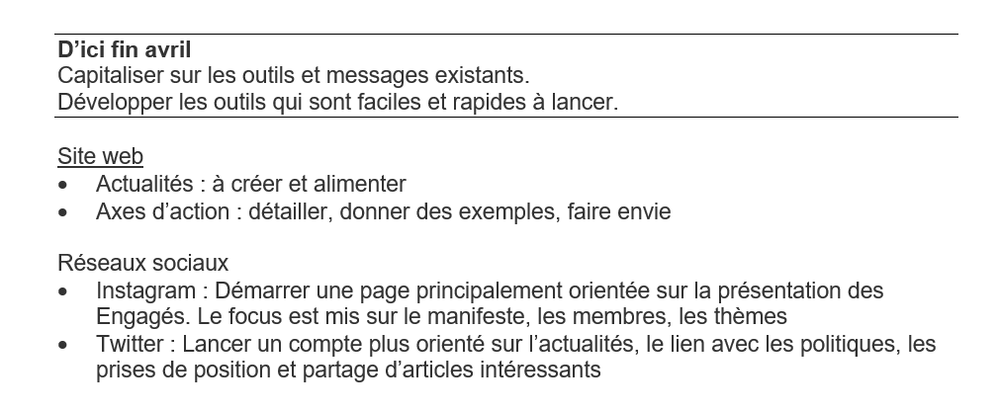 D’ici fin avril
Capitaliser sur les outils et messages existants.
Développer les outils qui sont faciles et rapides à lancer.
Site web
• Actualités : à créer et alimenter
• Axes d’action : détailler, donner des exemples, faire envie
Réseaux sociaux
• Instagram : Démarrer une page principalement orientée sur la présentation des
Engagés. Le focus est mis sur le manifeste, les membres, les thèmes
• Twitter : Lancer un compte plus orienté sur l’actualités, le lien avec les politiques, les
prises de position et partage d’articles intéressants